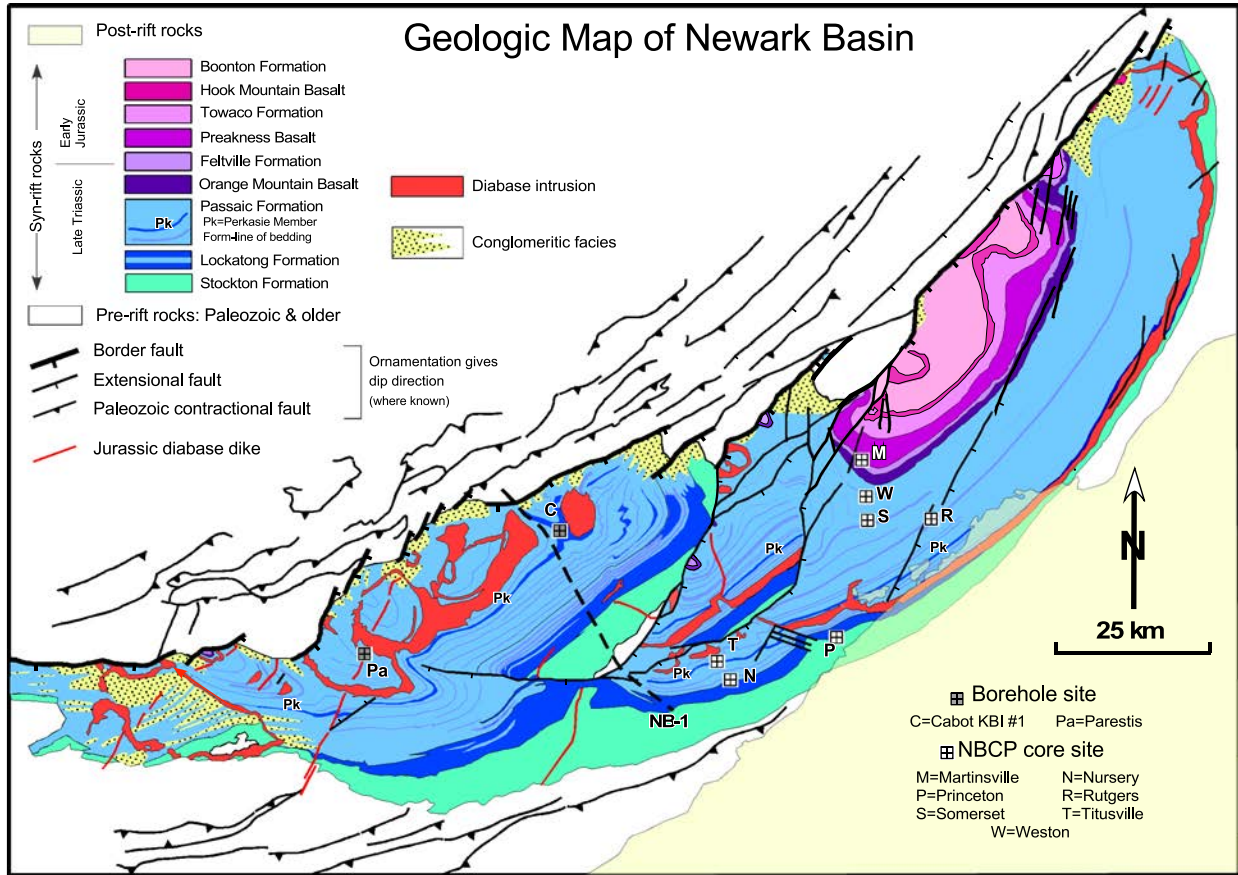 Geologic Map of Newark Basin
Post-rift rocks
Syn-rift rocks
Early
Jurassic
Late Triassic
Boonton Formation
Hook Mountain Basalt
Towaco Formation
Preakness Basalt
Feltville Formation
Orange Mountain Basalt
Pk
Passaic Formation
Pk=Perkasie Member
Form-line of bedding
Lockatong Formation
Stockton Formation
Diabase intrusion
Conglomeritic facies
Pre-rift rocks: Paleozoic & older
Border fault
Extensional fault
Paleozoic contractional fault
Ornamentation gives
dip direction
(where known)
Jurassic diabase dike
M
W
S
R
C
Pk
Pk
Pk
Pa
Pk
T
P
Pk
N
NB-1
N
25 km
Borehole site
C=Cabot KBI #1 Pa=Parestis
NBCP core site
M=Martinsville N=Nursery
P=Princeton R=Rutgers
S=Somerset T=Titusville
W=Weston